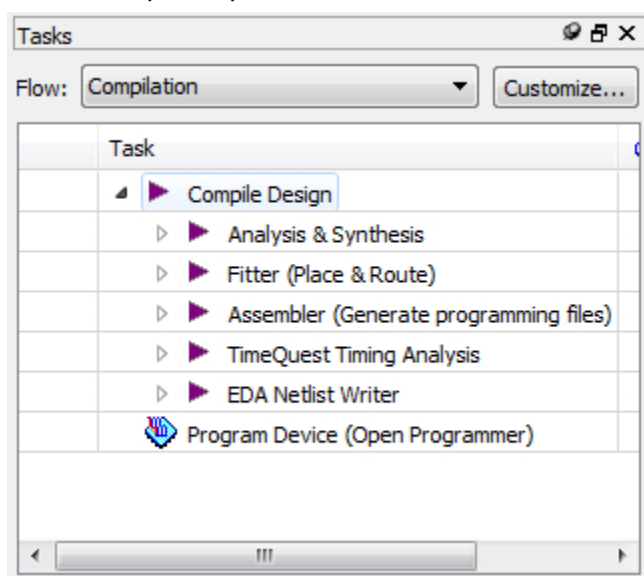 Tasks
Flow: Compilation Customize...
Task
Compile Design
Analysis & Synthesis
Fitter (Place & Route)
Assembler (Generate programming files)
TimeQuest Timing Analysis
EDA Netlist Writer
Program Device (Open Programmer)